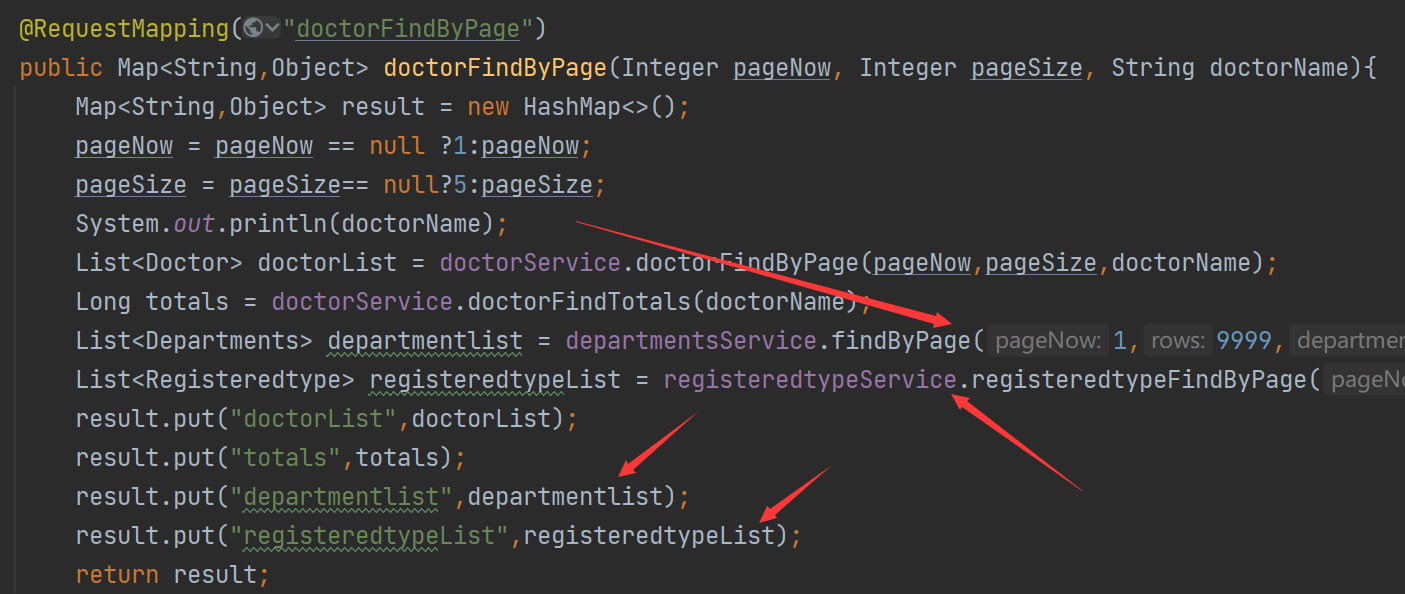 @RequestMapping("doctorFindByPage")
public Map<String,Object> doctorFindByPage(Integer pageNow, Integer pageSize, String doctorName){
Map<String,Object> result = new HashMap<>();
pageNow = pageNow == null ?1:pageNow;
pageSize = pageSize== null?5:pageSize;
System.out.println(doctorName);
List<Doctor> doctorList = doctorService.doctorFindByPage(pageNow,pageSize,doctorName);
Long totals = doctorService.doctorFindTotals(doctorName);
List<Departments> departmentlist = departmentsService.findByPage( pageNow: 1, rows: 9999, departmen
List<Registeredtype> registeredtypeList = registeredtypeService.registeredtypeFindByPage( pageNo
result.put("doctorList",doctorList);
result.put("totals",totals);
result.put("departmentlist",departmentlist);
result.put("registeredtypeList",registeredtypeList);
return result;